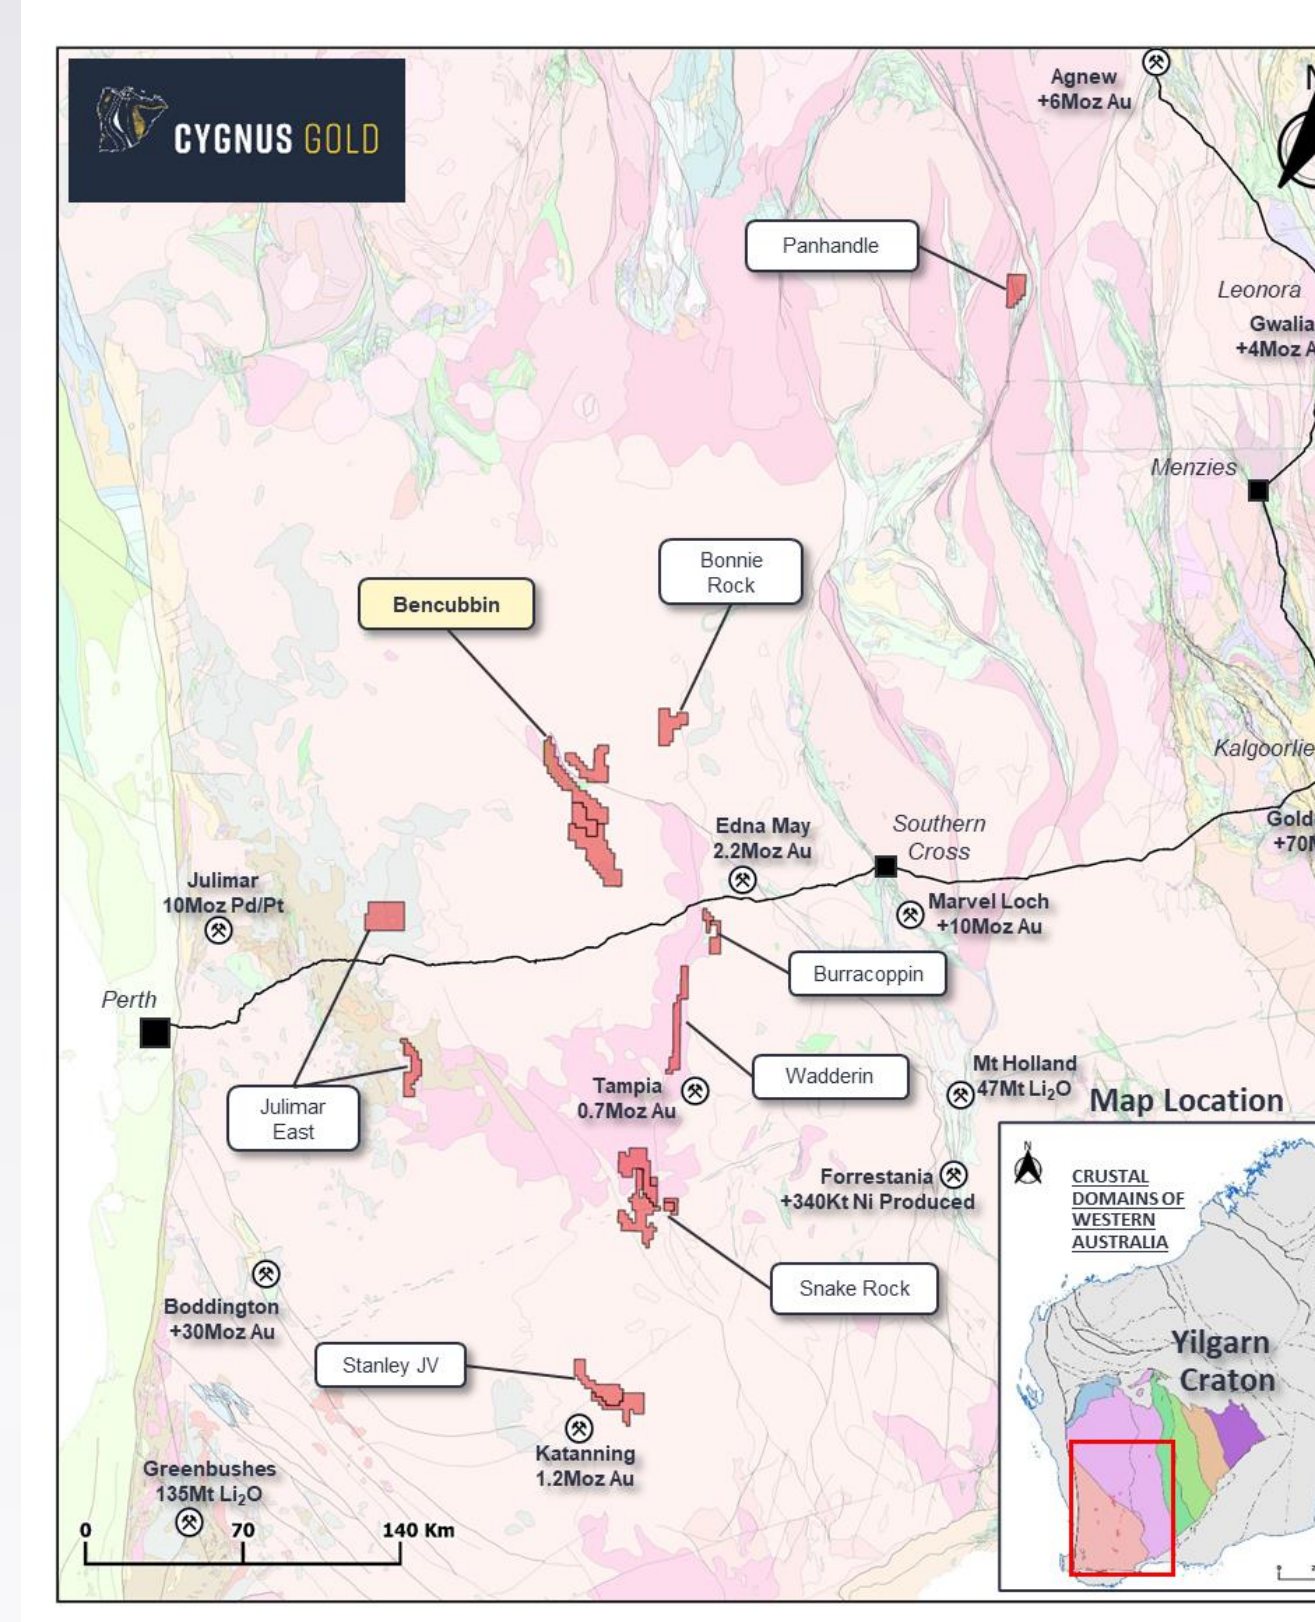 CYGNUS GOLD
Agnew
+6Moz Au
Panhandle
Leonora
Gwalia
+4Moz A
Menzies
Bonnie
Rock
Bencubbin
Kalgoorlie
Edna May
2.2Moz Au
Southern
Cross
Gold
+70M
Julimar
10Moz Pd/Pt
Marvel Loch
+10Moz Au
Burracoppin
Perth
Wadderin
Mt Holland
47Mt Li₂O
Tampia
0.7Moz Au
Julimar
East
Map Location
N
CRUSTAL
DOMAINS OF
WESTERN
AUSTRALIA
Forrestania
+340Kt Ni Produced
Snake Rock
Boddington
+30Moz Au
Stanley JV
Yilgarn
Craton
Katanning
1.2Moz Au
Greenbushes
135Mt Li₂O
0 70 140 Km